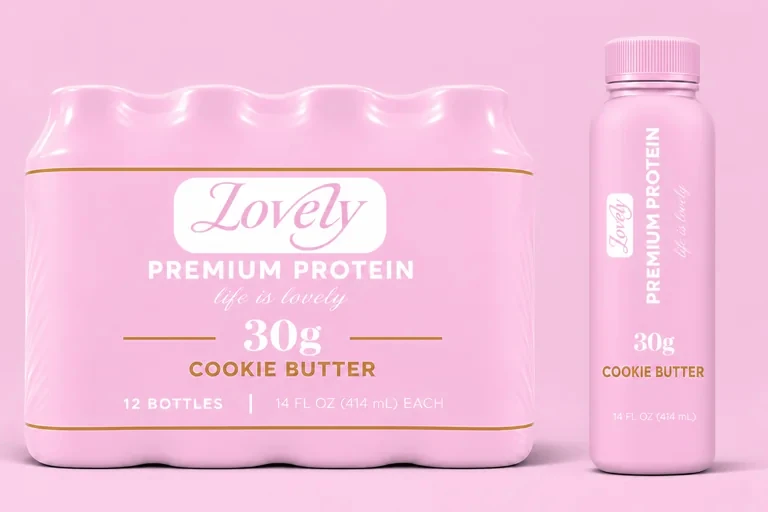 Lovely
PREMIUM PROTEIN
life is lovely
30g
COOKIE BUTTER
12 BOTTLES | 14 FL OZ (414 mL) EACH
Lovely
PREMIUM PROTEIN
life is lovely
30g
COOKIE BUTTER
14 FL OZ (414 mL)